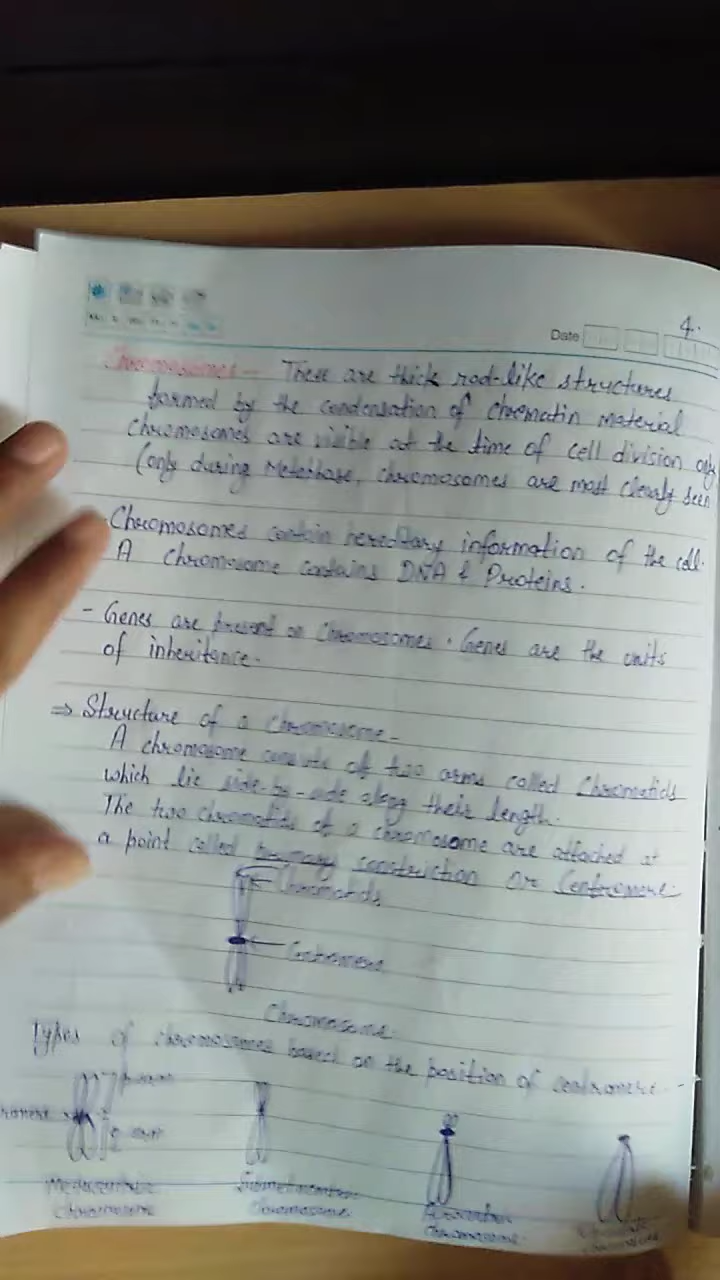 Date
4.
Chromosomes - These are thick rod-like structures
formed by the condensation of chromatin material
Chromosomes are visible at the time of cell division only
(only during Metaphase, chromosomes are most clearly seen
Chromosomes contain hereditary information of the cell.
A chromosome contains DNA & Proteins.
- Genes are present on Chromosomes. Genes are the units
of inheritance.
⇒ Structure of a chromosome -
A chromosome consists of two arms called Chromatids
which lie side-by-side along their length.
The two chromatids of a chromosome are attached at
a point called primary constriction or Centromere.
Chromatids
Centromere
Chromosome
Types of chromosomes based on the position of centromere -
p-arm
q arm
Metacentric
Chromosome
Chromosome
Chromosome